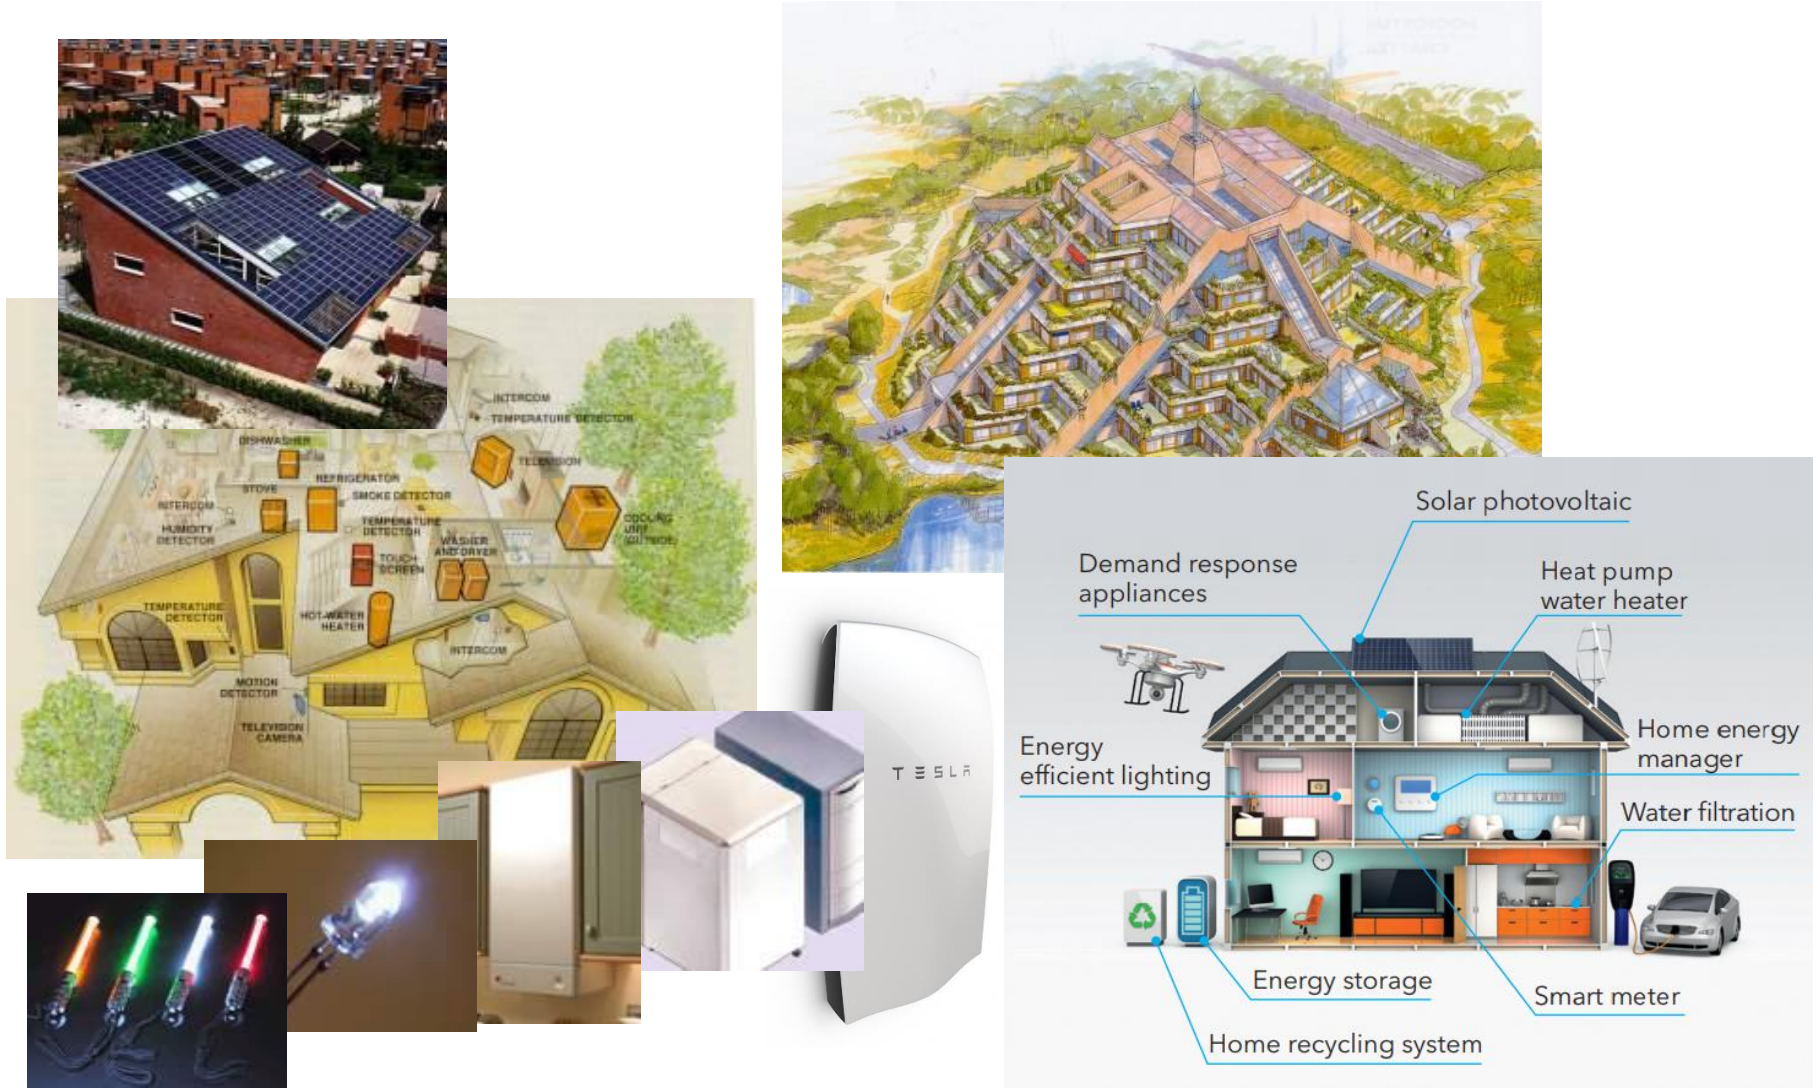 INTERCOM
TEMPERATURE DETECTOR
DISHWASHER
TELEVISION
REFRIGERATOR
STOVE
SMOKE DETECTOR
INTERCOM
HUMIDITY
DETECTOR
TEMPERATURE
DETECTOR
COOLING
UNIT
(OUTSIDE)
WASHER
AND DRYER
TOUCH
SCREEN
TEMPERATURE
DETECTOR
HOT-WATER
HEATER
INTERCOM
MOTION
DETECTOR
TELEVISION
CAMERA
TESLA
Solar photovoltaic
Demand response
appliances
Heat pump
water heater
Energy
efficient lighting
Home energy
manager
Water filtration
Energy storage
Smart meter
Home recycling system